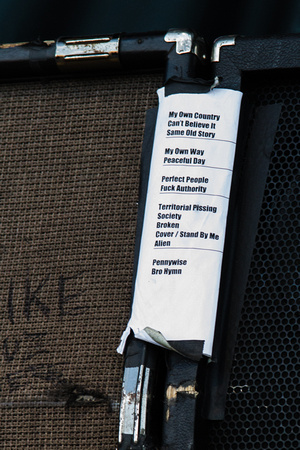 My Own Country
Can't Believe It
Same Old Story
My Own Way
Peaceful Day
Perfect People
Fuck Authority
Territorial Pissing
Society
Broken
Cover / Stand By Me
Alien
Pennywise
Bro Hymn
IKE